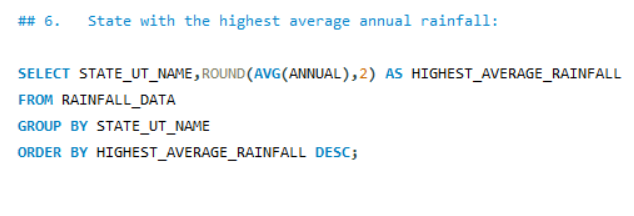 ## 6.   State with the highest average annual rainfall:
SELECT STATE_UT_NAME,ROUND(AVG(ANNUAL),2) AS HIGHEST_AVERAGE_RAINFALL
FROM RAINFALL_DATA
GROUP BY STATE_UT_NAME
ORDER BY HIGHEST_AVERAGE_RAINFALL DESC;